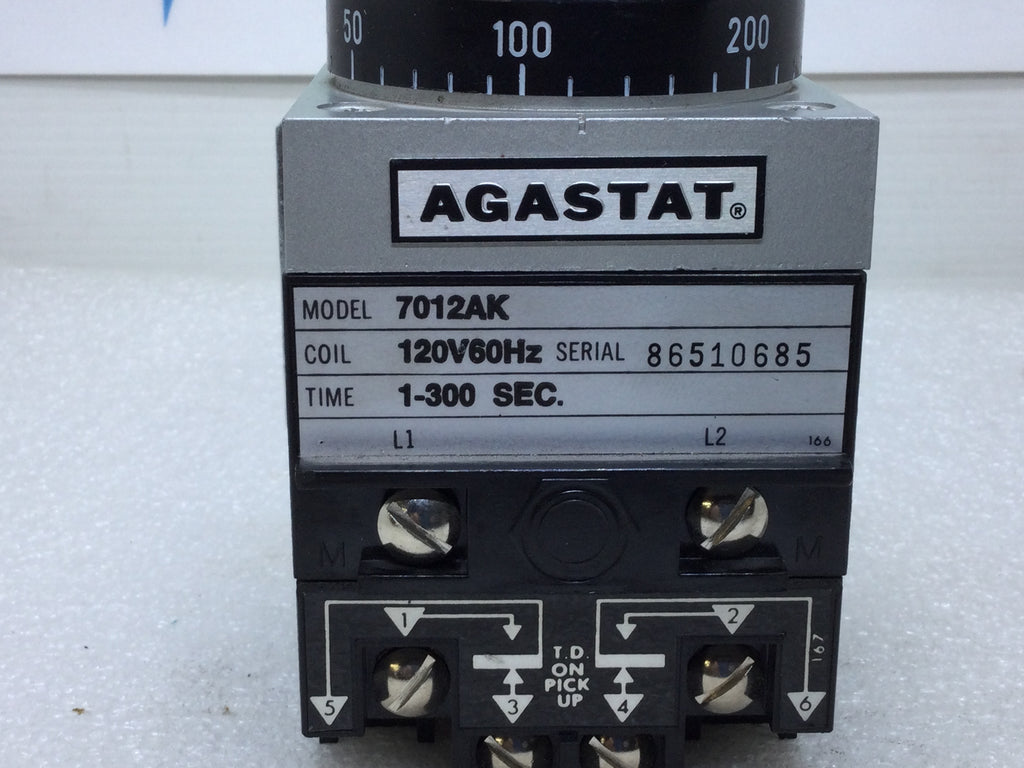 50 100 200
AGASTAT®
MODEL 7012AK
COIL 120V60Hz SERIAL 86510685
TIME 1-300 SEC.
L1 L2 166
M M
1 2
T.D.
ON
PICK
UP
167
5 3 4 6